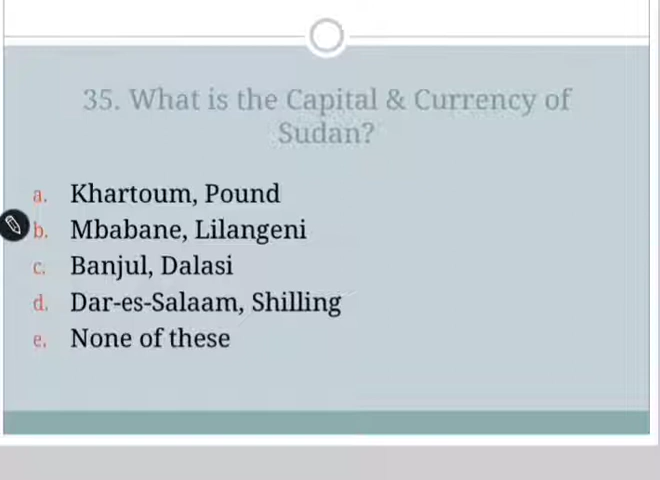 35. What is the Capital & Currency of
Sudan?
a. Khartoum, Pound
b. Mbabane, Lilangeni
c. Banjul, Dalasi
d. Dar-es-Salaam, Shilling
e. None of these